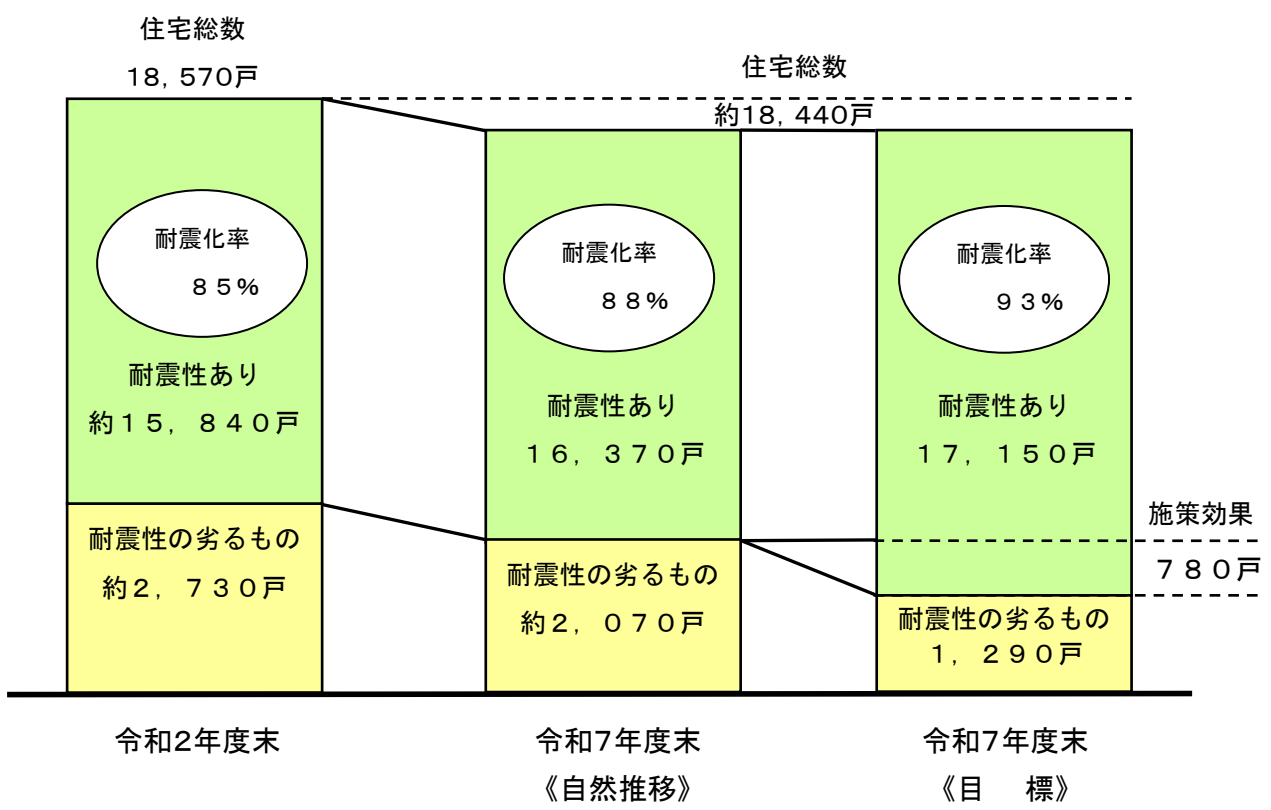 住宅総数
18,570戸
住宅総数
約18,440戸
耐震化率
85%
耐震性あり
約15,840戸
耐震性の劣るもの
約2,730戸
耐震化率
88%
耐震性あり
16,370戸
耐震性の劣るもの
約2,070戸
耐震化率
93%
耐震性あり
17,150戸
耐震性の劣るもの
1,290戸
施策効果
780戸
令和2年度末
令和7年度末
《自然推移》
令和7年度末
《目　標》